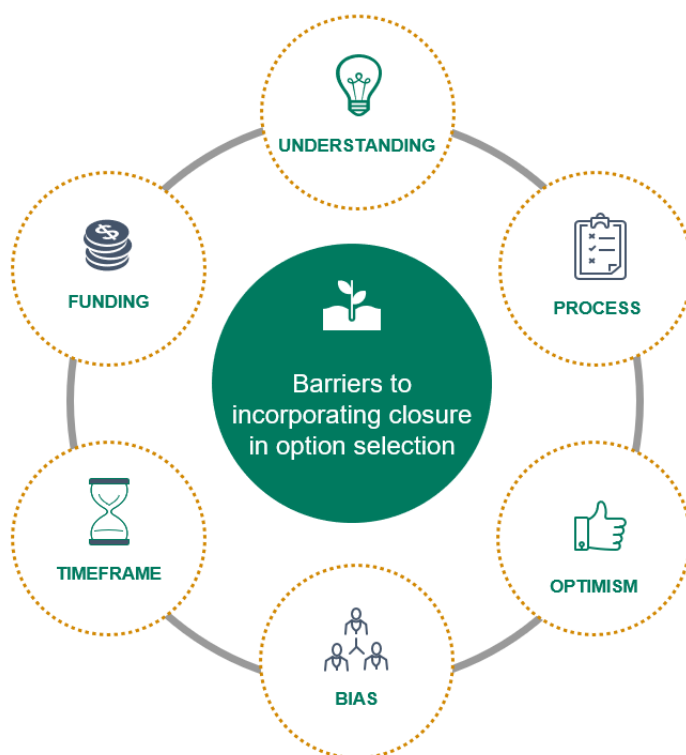 UNDERSTANDING
PROCESS
OPTIMISM
BIAS
TIMEFRAME
FUNDING
Barriers to
incorporating closure
in option selection